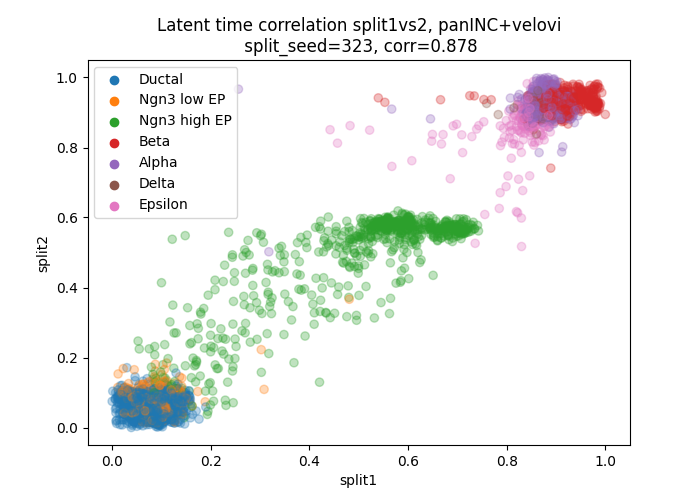 Latent time correlation split1vs2, panINC+velovi
split_seed=323, corr=0.878
Ductal
Ngn3 low EP
Ngn3 high EP
Beta
Alpha
Delta
Epsilon
1.0
0.8
0.6
0.4
0.2
0.0
split2
0.0 0.2 0.4 0.6 0.8 1.0
split1